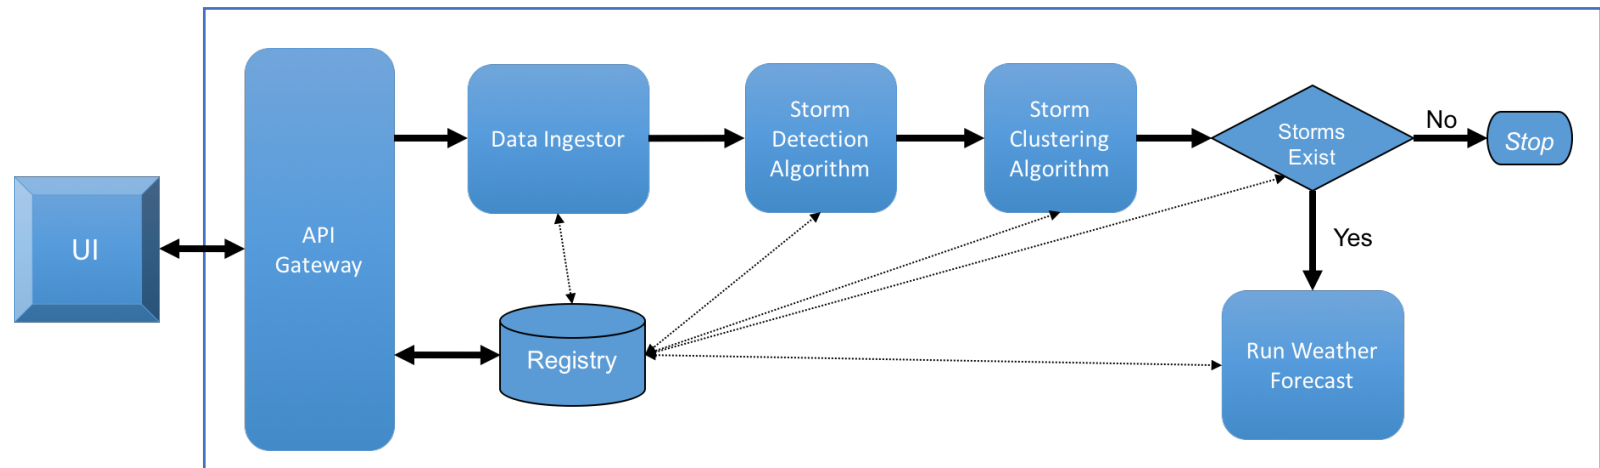 UI
API
Gateway
Data Ingestor
Storm
Detection
Algorithm
Storm
Clustering
Algorithm
Storms
Exist
No
Stop
Yes
Registry
Run Weather
Forecast